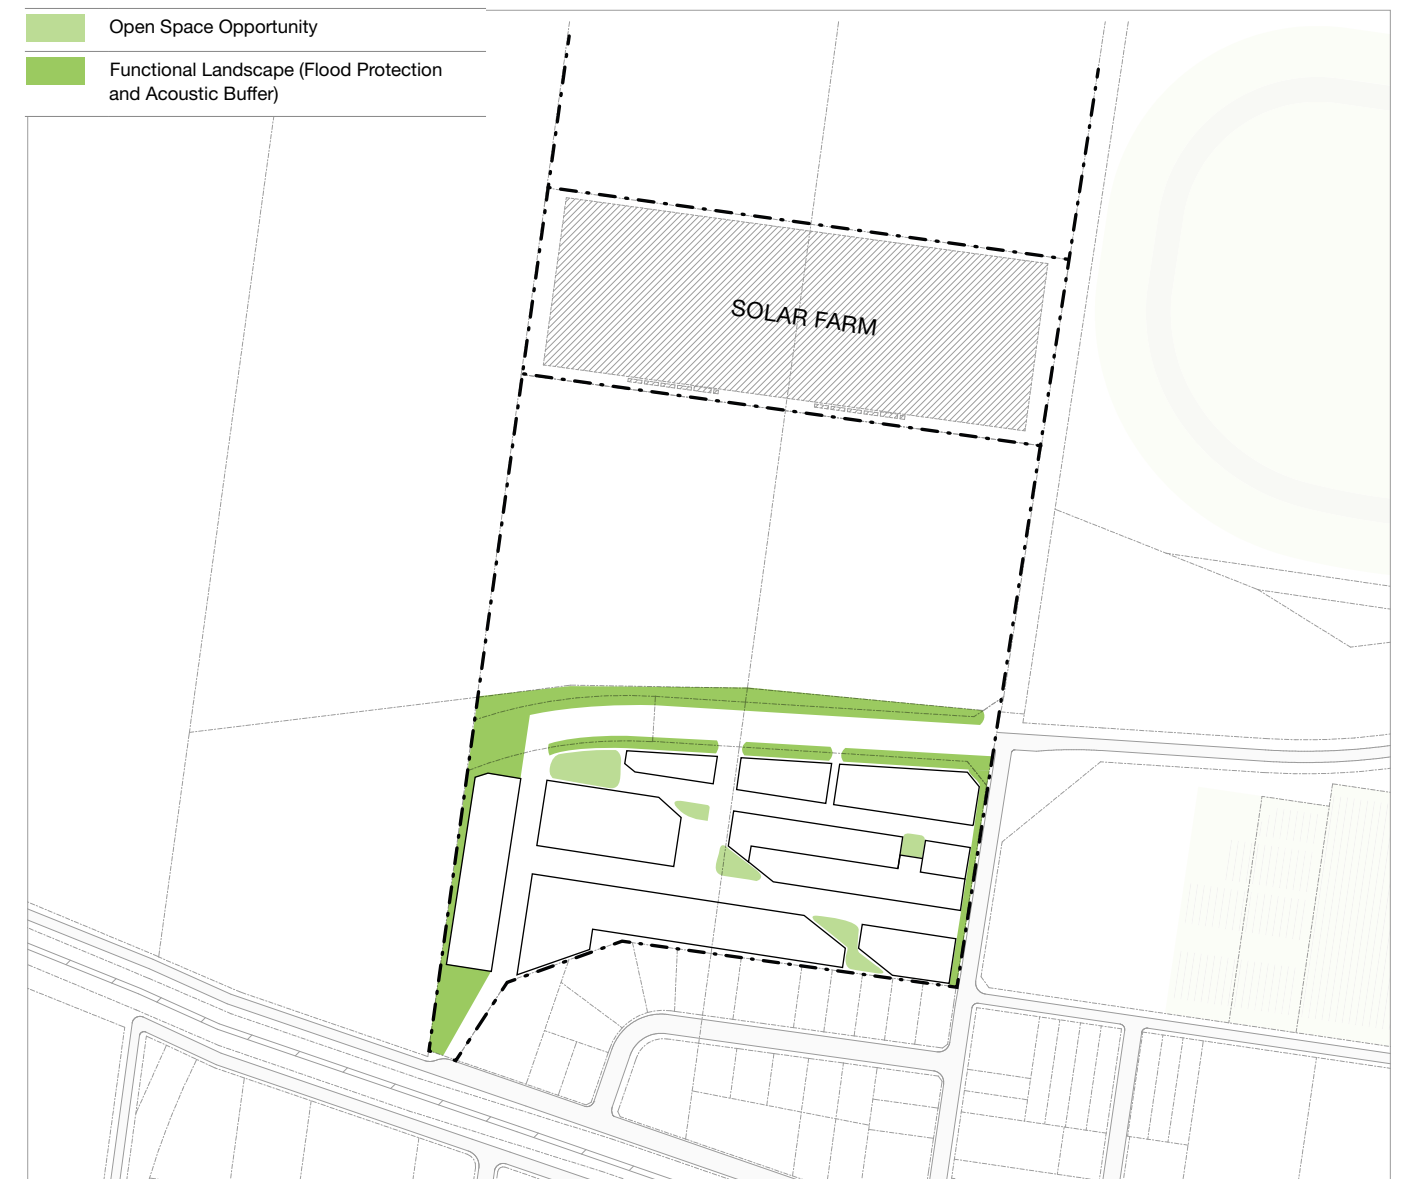 Open Space Opportunity
Functional Landscape (Flood Protection
and Acoustic Buffer)
SOLAR FARM